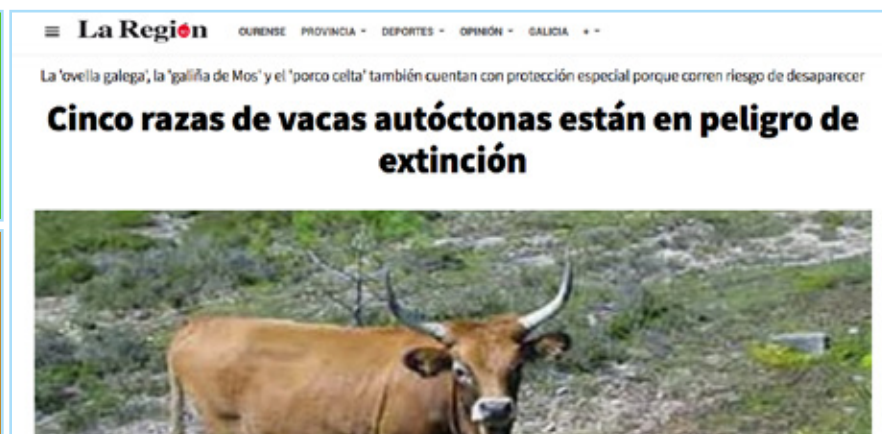 La Región OURENSE PROVINCIA DEPORTES OPINIÓN GALICIA +
La 'ovella galega', la 'galiña de Mos' y el 'porco celta' también cuentan con protección especial porque corren riesgo de desaparecer
Cinco razas de vacas autóctonas están en peligro de
extinción